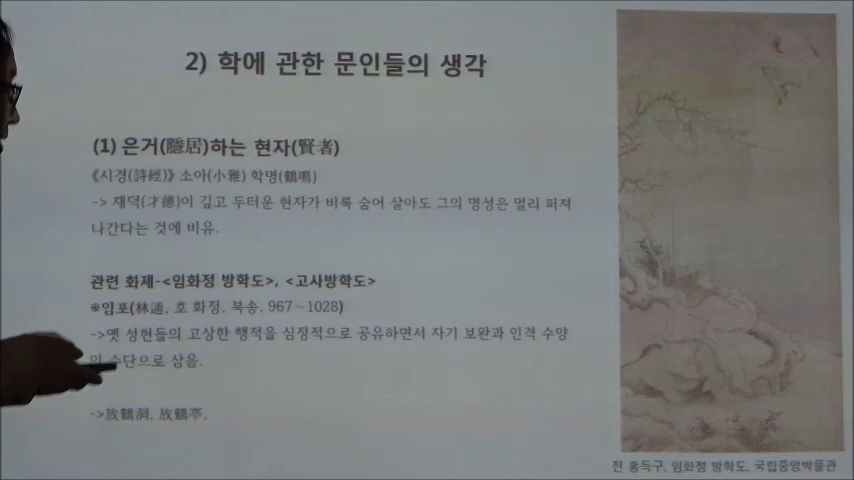 2) 학에 관한 문인들의 생각
(1) 은거(隱居)하는 현자(賢者)
《시경(詩經)》 소아(小雅) 학명(鶴鳴)
-> 재덕(才德)이 깊고 두터운 현자가 비록 숨어 살아도 그의 명성은 멀리 퍼져
나간다는 것에 비유.
관련 화제-<임화정 방학도>, <고사방학도>
※임포(林逋, 호 화정, 북송, 967~1028)
->옛 성현들의 고상한 행적을 심정적으로 공유하면서 자기 보완과 인격 수양
의 수단으로 삼음.
->放鶴洞, 放鶴亭,
전 홍득구, 임화정 방학도, 국립중앙박물관